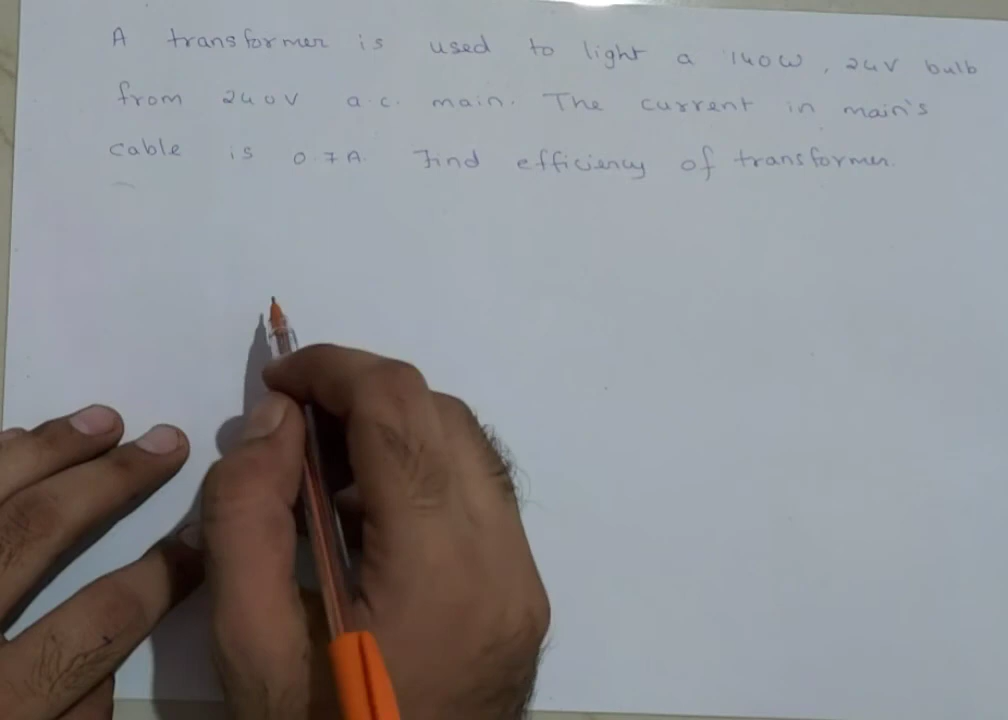 A transformer is used to light a 140W, 24V bulb
from 240V a.c. main. The current in main's
cable is 0.7A. Find efficiency of transformer.